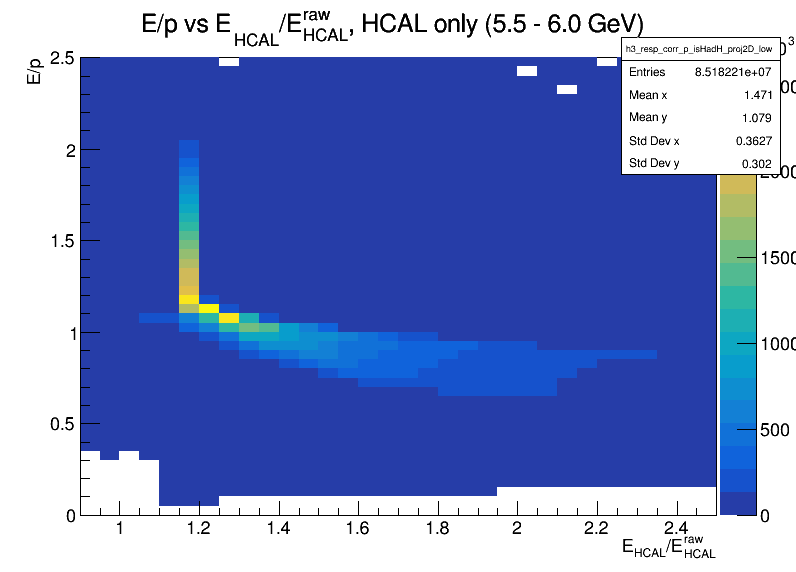 E/p vs E_HCAL/E^raw_HCAL, HCAL only (5.5 - 6.0 GeV)
h3_resp_corr_p_isHadH_proj2D_low
Entries 8.518221e+07
Mean x 1.471
Mean y 1.079
Std Dev x 0.3627
Std Dev y 0.302
E/p
2.5
2
1.5
1
0.5
0
1 1.2 1.4 1.6 1.8 2 2.2 2.4
E_HCAL/E^raw_HCAL
1500
1000
500
0